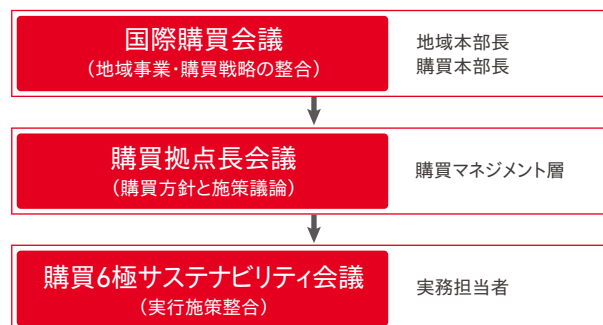 国際購買会議
（地域事業・購買戦略の整合）
地域本部長
購買本部長
購買拠点長会議
（購買方針と施策議論）
購買マネジメント層
購買6極サステナビリティ会議
（実行施策整合）
実務担当者